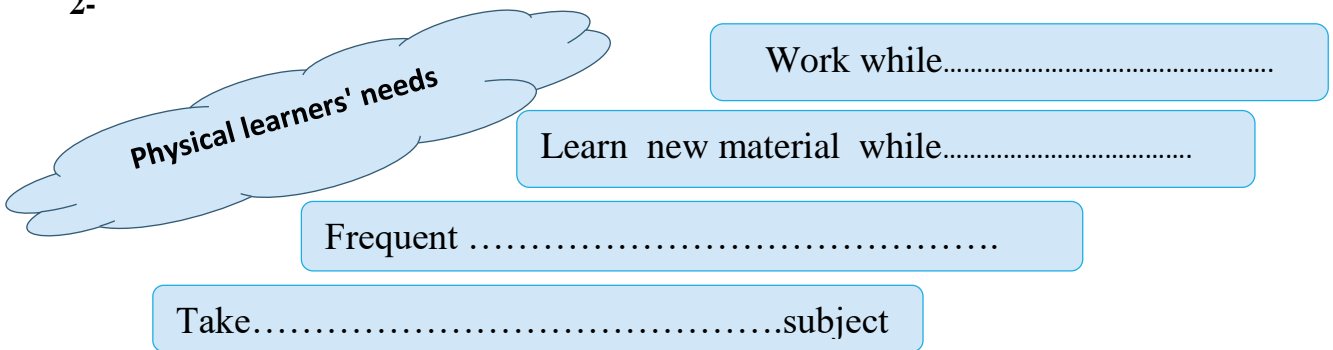 2-
Physical learners' needs
Work while................................................
Learn new material while....................................
Frequent …………………………………………………….
Take…………………………………………………….subject